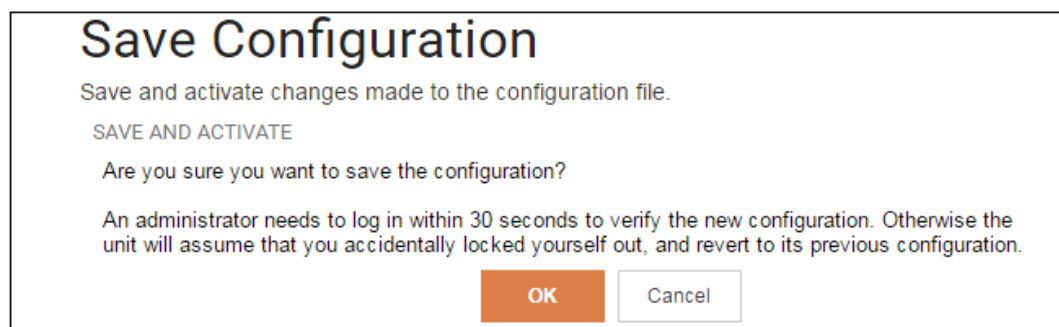 Save Configuration
Save and activate changes made to the configuration file.
SAVE AND ACTIVATE
Are you sure you want to save the configuration?
An administrator needs to log in within 30 seconds to verify the new configuration. Otherwise the
unit will assume that you accidentally locked yourself out, and revert to its previous configuration.
OK
Cancel